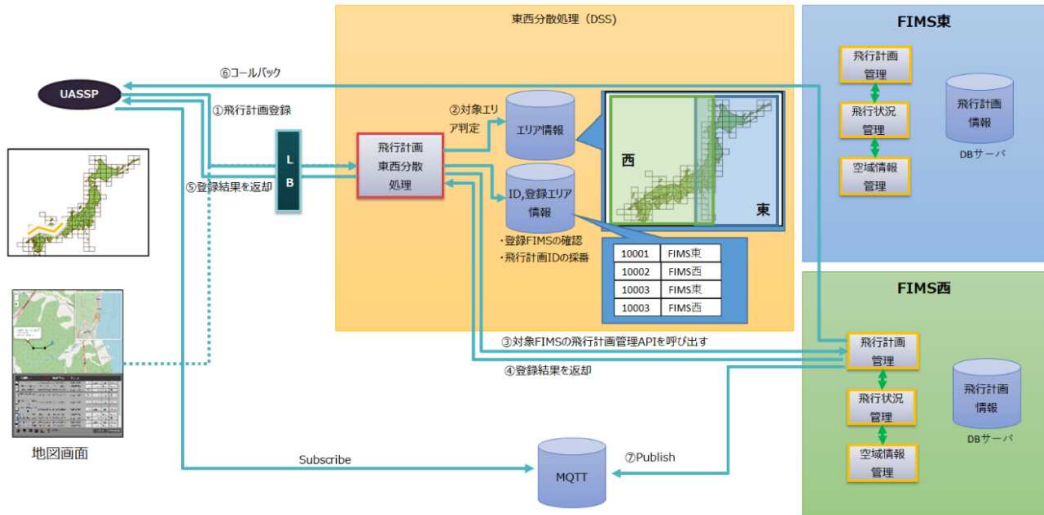 東西分散処理（DSS)
FIMS東
⑥コールバック
UASSP
①飛行計画登録
②対象エリ
ア判定
エリア情報
飛行計画
管理
飛行計画
情報
DBサーバ
飛行状況
管理
空域情報
管理
L
B
飛行計画
東西分散
処理
⑤登録結果を返却
西
東
ID,登録エリア
情報
・登録FIMSの確認
・飛行計画IDの採番
10001 FIMS東
10002 FIMS西
10003 FIMS東
10003 FIMS西
FIMS西
③対象FIMSの飛行計画管理APIを呼び出す
④登録結果を返却
飛行計画
管理
飛行計画
情報
DBサーバ
飛行状況
管理
空域情報
管理
地図画面
Subscribe
⑦Publish
MQTT